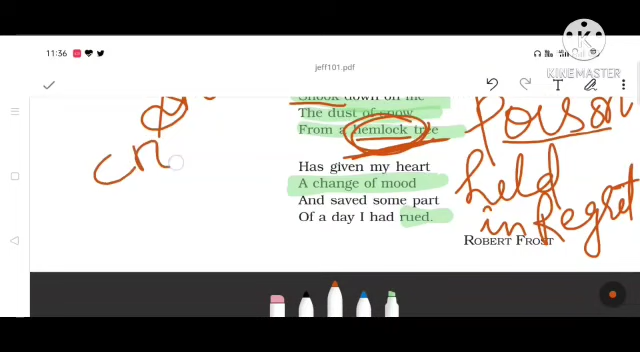 11:36
KINEMASTER
jeff101.pdf
Shook down on me
The dust of snow
From a hemlock tree
Poison
Has given my heart
A change of mood
And saved some part
Of a day I had rued.
held
in Regret
ROBERT FROST